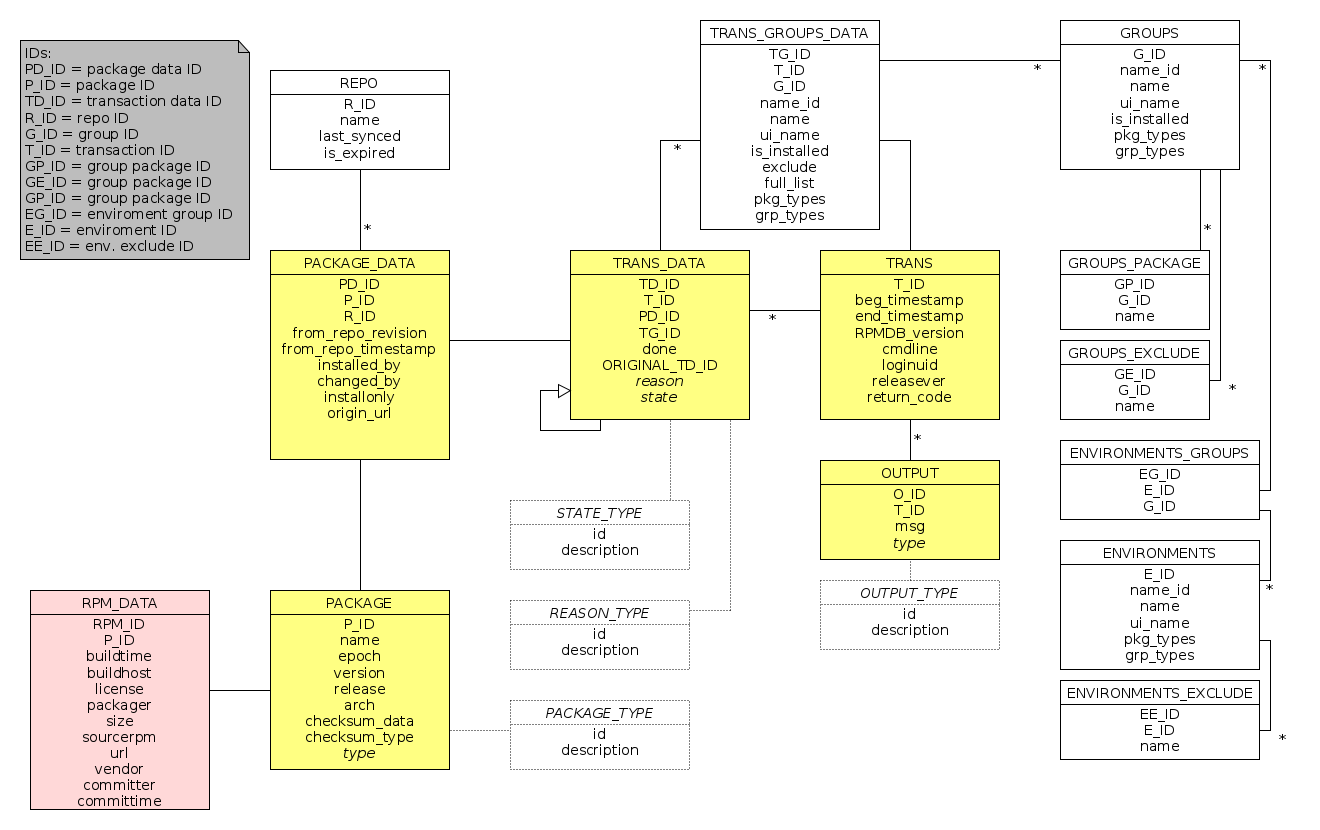 IDs:
PD_ID = package data ID
P_ID = package ID
TD_ID = transaction data ID
R_ID = repo ID
G_ID = group ID
T_ID = transaction ID
GP_ID = group package ID
GE_ID = group package ID
GP_ID = group package ID
EG_ID = enviroment group ID
E_ID = enviroment ID
EE_ID = env. exclude ID
REPO
R_ID
name
last_synced
is_expired
*
TRANS_GROUPS_DATA
TG_ID
T_ID
G_ID
name_id
name
ui_name
is_installed
exclude
full_list
pkg_types
grp_types
*
*
GROUPS
G_ID
name_id
name
ui_name
is_installed
pkg_types
grp_types
*
*
PACKAGE_DATA
PD_ID
P_ID
R_ID
from_repo_revision
from_repo_timestamp
installed_by
changed_by
installonly
origin_url
TRANS_DATA
TD_ID
T_ID
PD_ID
TG_ID
done
ORIGINAL_TD_ID
reason
state
*
TRANS
T_ID
beg_timestamp
end_timestamp
RPMDB_version
cmdline
loginuid
releasever
return_code
*
GROUPS_PACKAGE
GP_ID
G_ID
name
GROUPS_EXCLUDE
GE_ID
G_ID
name
*
ENVIRONMENTS_GROUPS
EG_ID
E_ID
G_ID
OUTPUT
O_ID
T_ID
msg
type
STATE_TYPE
id
description
ENVIRONMENTS
E_ID
name_id
name
ui_name
pkg_types
grp_types
*
OUTPUT_TYPE
id
description
REASON_TYPE
id
description
RPM_DATA
RPM_ID
P_ID
buildtime
buildhost
license
packager
size
sourcerpm
url
vendor
committer
committime
PACKAGE
P_ID
name
epoch
version
release
arch
checksum_data
checksum_type
type
PACKAGE_TYPE
id
description
ENVIRONMENTS_EXCLUDE
EE_ID
E_ID
name
*